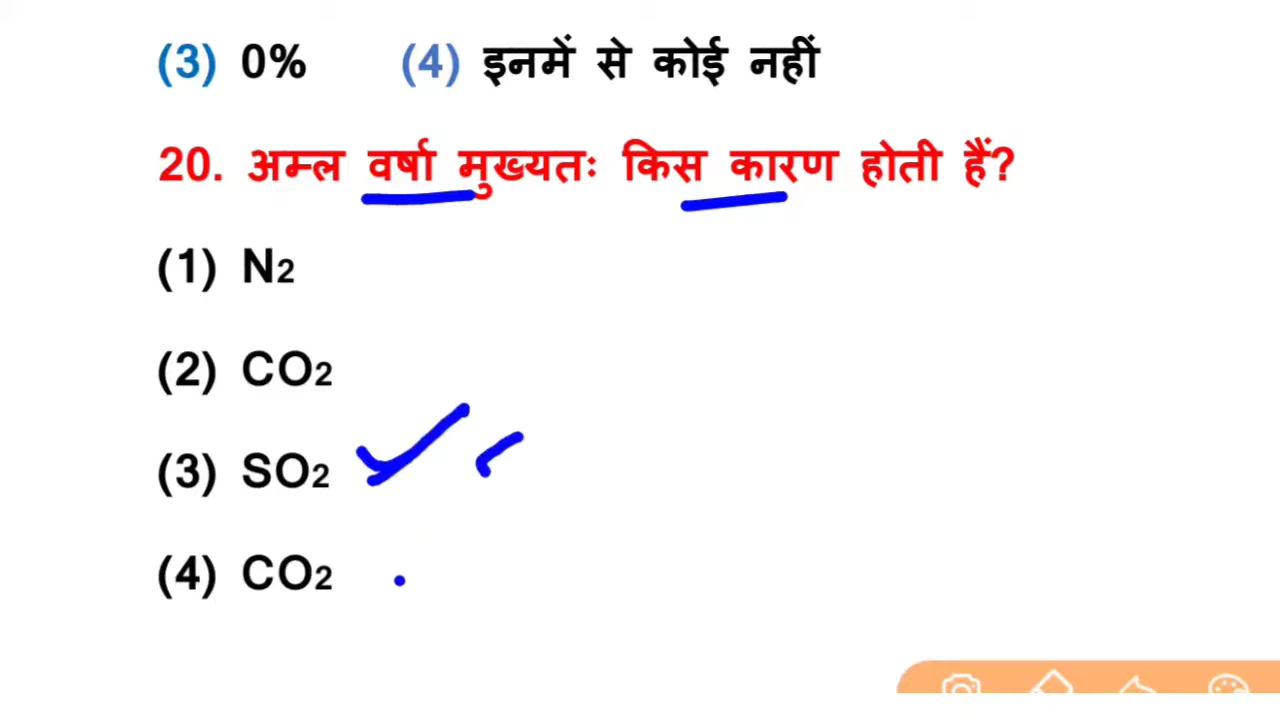 (3) 0% (4) इनमें से कोई नहीं
20. अम्ल वर्षा मुख्यतः किस कारण होती हैं?
(1) N2
(2) CO2
(3) SO2
(4) CO2